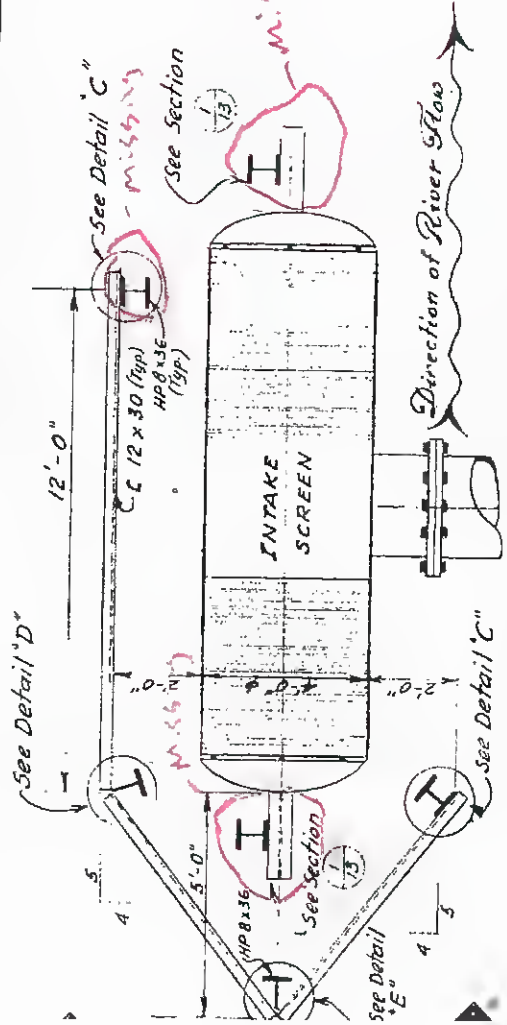 12'-0"
See Detail "C"
- missing
See Detail "D"
C 12 x 30 (Typ)
HP 8 x 36
(Typ)
See Section
1
13
5
4
2'-0"
INTAKE
SCREEN
4'-0" φ
2'-0"
5'-0"
HP 8 x 36
See Section
1
13
4
5
See Detail
"E"
See Detail "C"
Direction of River Flow